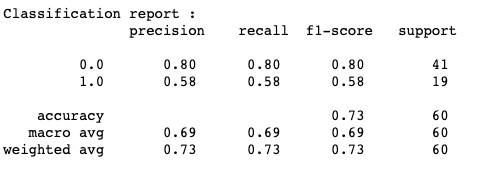 Classification report :
precision recall f1-score support
0.0 0.80 0.80 0.80 41
1.0 0.58 0.58 0.58 19
accuracy 0.73 60
macro avg 0.69 0.69 0.69 60
weighted avg 0.73 0.73 0.73 60